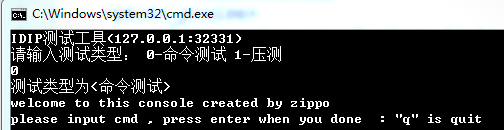 C:\Windows\system32\cmd.exe
IDIP测试工具(127.0.0.1:32331)
请输入测试类型: 0-命令测试 1-压测
0
测试类型为<命令测试>
welcome to this console created by zippo
please input cmd , press enter when you done  : "q" is quit